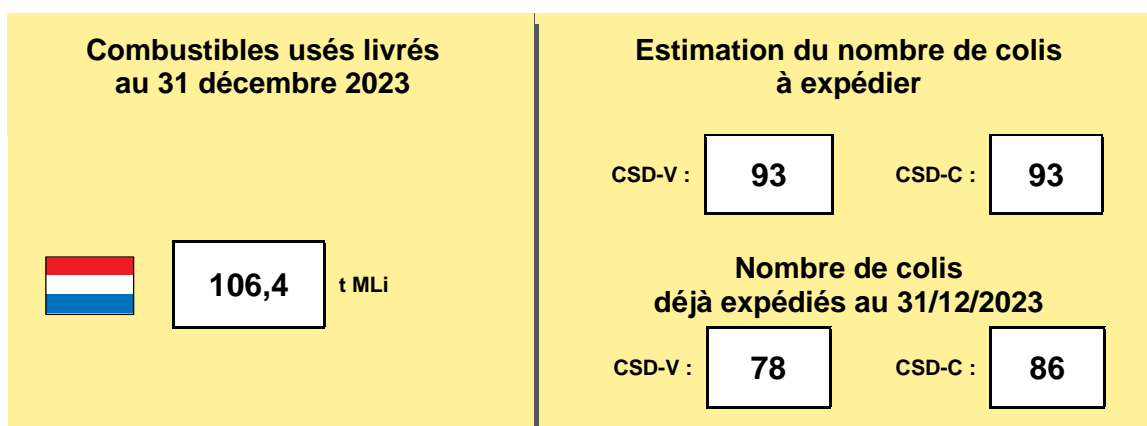 Combustibles usés livrés
au 31 décembre 2023
106,4 t MLi
Estimation du nombre de colis
à expédier
CSD-V : 93 CSD-C : 93
Nombre de colis
déjà expédiés au 31/12/2023
CSD-V : 78 CSD-C : 86